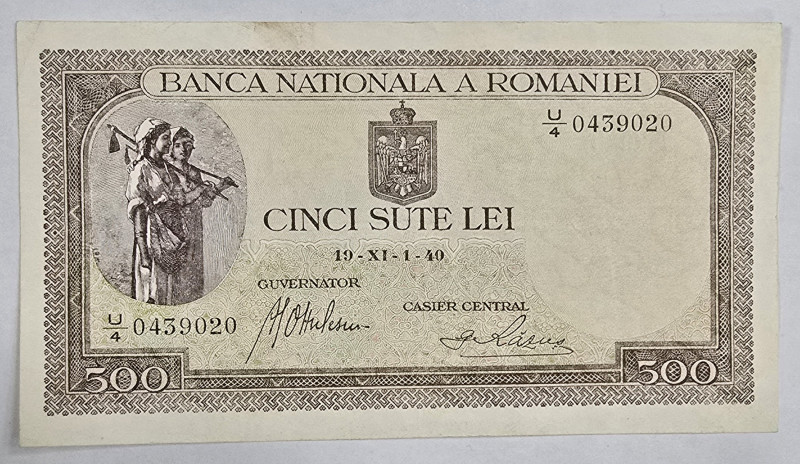 BANCA NATIONALA A ROMANIEI
U/4 0439020
CINCI SUTE LEI
19-XI-1-40
GUVERNATOR
CASIER CENTRAL
U/4 0439020
500
500